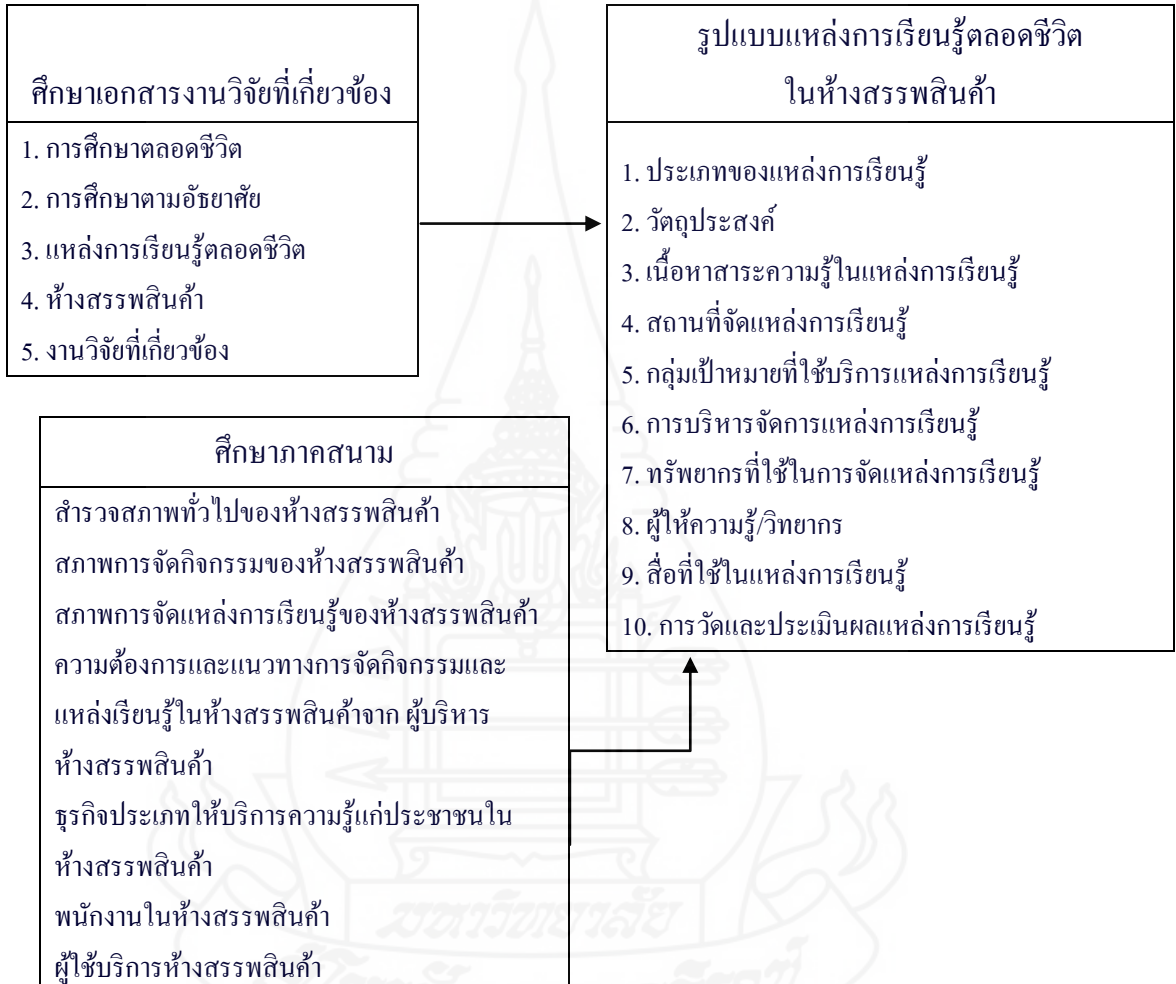 ศึกษาเอกสารงานวิจัยที่เกี่ยวข้อง
1. การศึกษาตลอดชีวิต
2. การศึกษาตามอัธยาศัย
3. แหล่งการเรียนรู้ตลอดชีวิต
4. ห้างสรรพสินค้า
5. งานวิจัยที่เกี่ยวข้อง
ศึกษาภาคสนาม
สำรวจสภาพทั่วไปของห้างสรรพสินค้า
สภาพการจัดกิจกรรมของห้างสรรพสินค้า
สภาพการจัดแหล่งการเรียนรู้ของห้างสรรพสินค้า
ความต้องการและแนวทางการจัดกิจกรรมและ
แหล่งเรียนรู้ในห้างสรรพสินค้าจาก ผู้บริหาร
ห้างสรรพสินค้า
ธุรกิจประเภทให้บริการความรู้แก่ประชาชนใน
ห้างสรรพสินค้า
พนักงานในห้างสรรพสินค้า
ผู้ใช้บริการห้างสรรพสินค้า
รูปแบบแหล่งการเรียนรู้ตลอดชีวิต
ในห้างสรรพสินค้า
1. ประเภทของแหล่งการเรียนรู้
2. วัตถุประสงค์
3. เนื้อหาสาระความรู้ในแหล่งการเรียนรู้
4. สถานที่จัดแหล่งการเรียนรู้
5. กลุ่มเป้าหมายที่ใช้บริการแหล่งการเรียนรู้
6. การบริหารจัดการแหล่งการเรียนรู้
7. ทรัพยากรที่ใช้ในการจัดแหล่งการเรียนรู้
8. ผู้ให้ความรู้/วิทยากร
9. สื่อที่ใช้ในแหล่งการเรียนรู้
10. การวัดและประเมินผลแหล่งการเรียนรู้
มหาวิทยาลัย